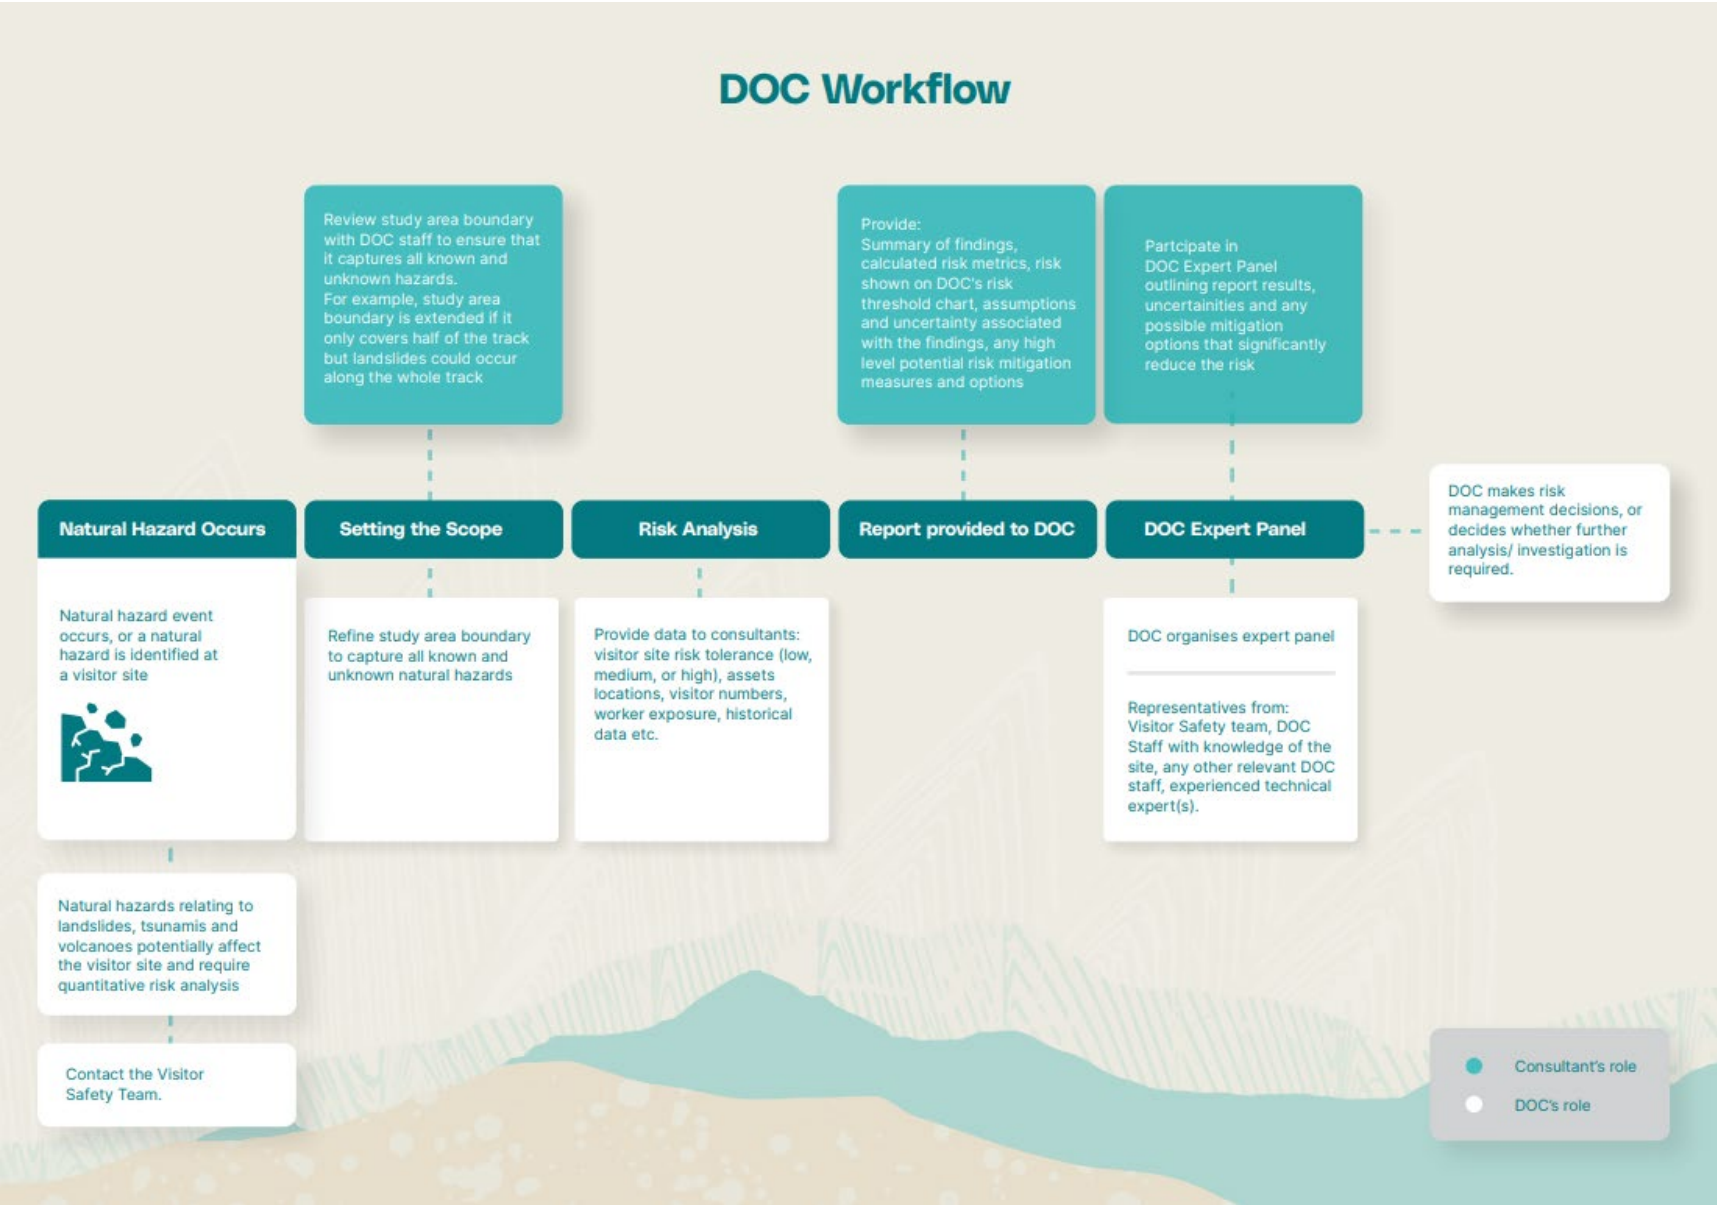 DOC Workflow
Review study area boundary
with DOC staff to ensure that
it captures all known and
unknown hazards.
For example, study area
boundary is extended if it
only covers half of the track
but landslides could occur
along the whole track
Provide:
Summary of findings,
calculated risk metrics, risk
shown on DOC's risk
threshold chart, assumptions
and uncertainty associated
with the findings, any high
level potential risk mitigation
measures and options
Partcipate in
DOC Expert Panel
outlining report results,
uncertainities and any
possible mitigation
options that significantly
reduce the risk
Natural Hazard Occurs
Setting the Scope
Risk Analysis
Report provided to DOC
DOC Expert Panel
DOC makes risk
management decisions, or
decides whether further
analysis/ investigation is
required.
Natural hazard event
occurs, or a natural
hazard is identified at
a visitor site
Refine study area boundary
to capture all known and
unknown natural hazards
Provide data to consultants:
visitor site risk tolerance (low,
medium, or high), assets
locations, visitor numbers,
worker exposure, historical
data etc.
DOC organises expert panel
Representatives from:
Visitor Safety team, DOC
Staff with knowledge of the
site, any other relevant DOC
staff, experienced technical
expert(s).
Natural hazards relating to
landslides, tsunamis and
volcanoes potentially affect
the visitor site and require
quantitative risk analysis
Contact the Visitor
Safety Team.
Consultant's role
DOC's role